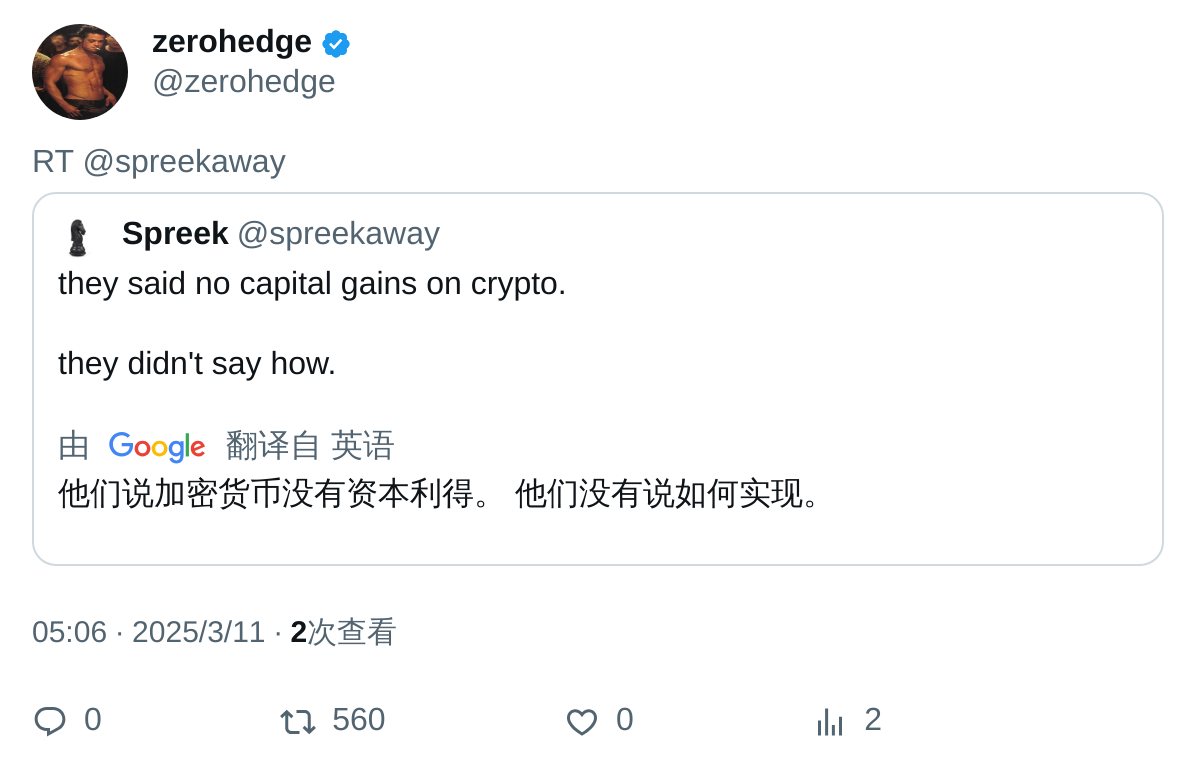 zerohedge
@zerohedge
RT @spreekaway
Spreek @spreekaway
they said no capital gains on crypto.
they didn't say how.
由 Google 翻译自 英语
他们说加密货币没有资本利得。 他们没有说如何实现。
05:06 · 2025/3/11 · 2次查看
0 560 0 2